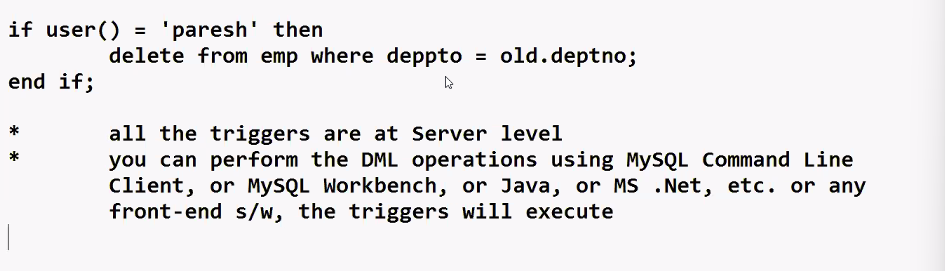 if user() = 'paresh' then
delete from emp where deppto = old.deptno;
end if;
* all the triggers are at Server level
* you can perform the DML operations using MySQL Command Line
Client, or MySQL Workbench, or Java, or MS .Net, etc. or any
front-end s/w, the triggers will execute